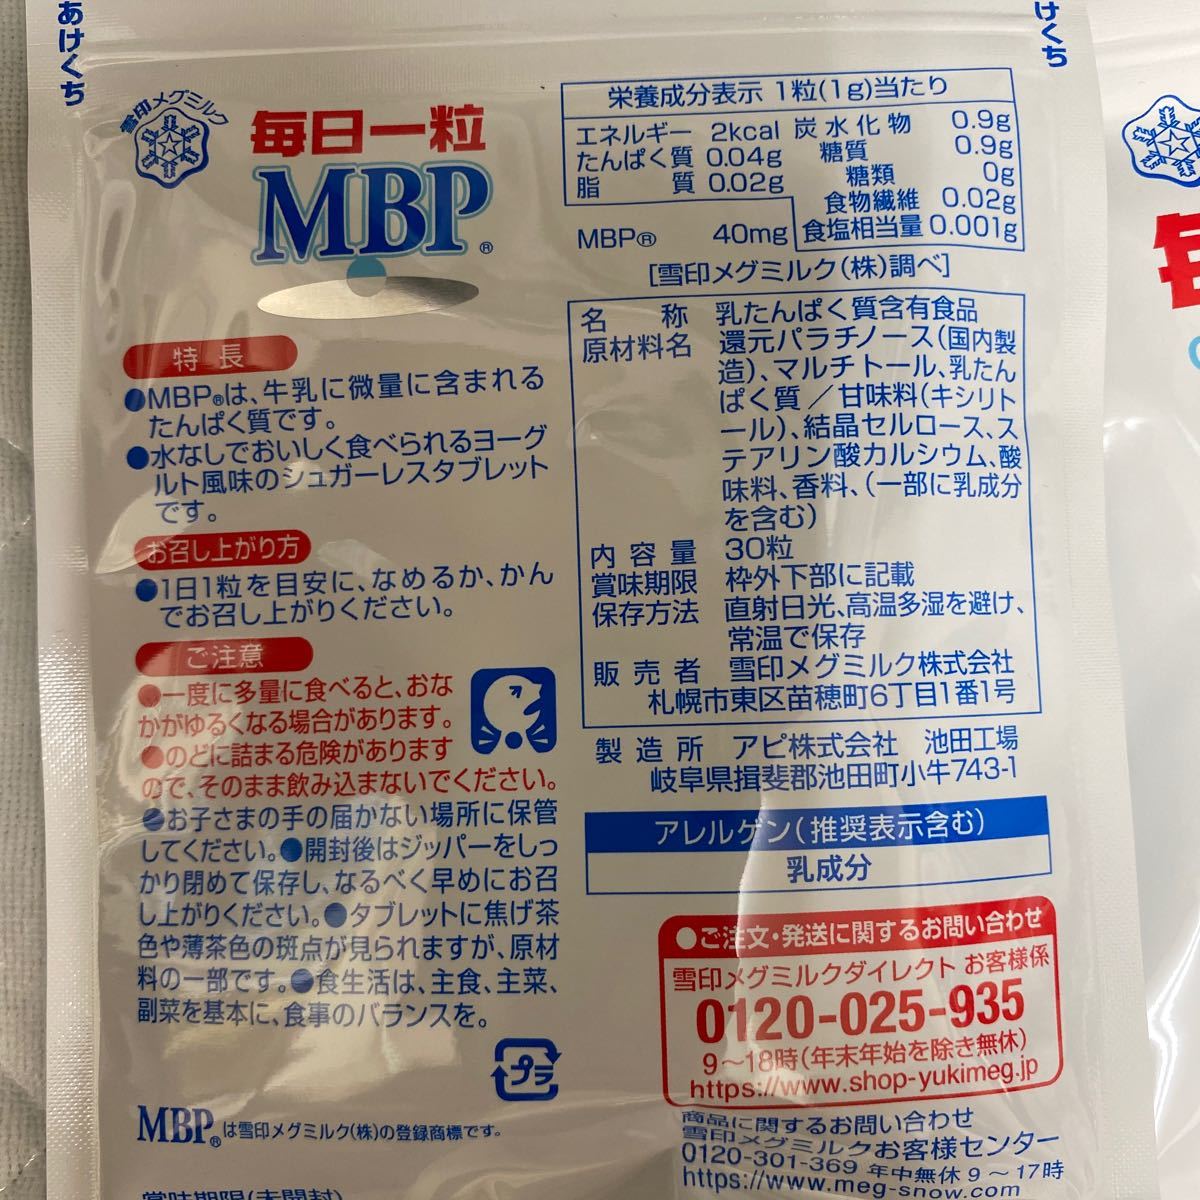 あけくち
あけくち
雪印メグミルク
毎日一粒
MBP®
特長
●MBP®は、牛乳に微量に含まれる
たんぱく質です。
●水なしでおいしく食べられるヨーグ
ルト風味のシュガーレスタブレット
です。
お召し上がり方
●1日1粒を目安に、なめるか、かん
でお召し上がりください。
ご注意
●一度に多量に食べると、おな
かがゆるくなる場合があります。
●のどに詰まる危険があります
ので、そのまま飲み込まないでください。
●お子さまの手の届かない場所に保管
してください。●開封後はジッパーをしっ
かり閉めて保存し、なるべく早めにお召
し上がりください。●タブレットに焦げ茶
色や薄茶色の斑点が見られますが、原材
料の一部です。●食生活は、主食、主菜、
副菜を基本に、食事のバランスを。
プラ
MBP®は雪印メグミルク(株)の登録商標です。
賞味期限(未開封)
栄養成分表示 1粒(1g)当たり
エネルギー 2kcal 炭水化物 0.9g
たんぱく質 0.04g 糖質 0.9g
脂質 0.02g 糖類 0g
食物繊維 0.02g
MBP® 40mg 食塩相当量 0.001g
[雪印メグミルク(株)調べ]
名称 乳たんぱく質含有食品
原材料名 還元パラチノース(国内製
造)、マルチトール、乳たん
ぱく質/甘味料(キシリト
ール)、結晶セルロース、ス
テアリン酸カルシウム、酸
味料、香料、(一部に乳成分
を含む)
内容量 30粒
賞味期限 枠外下部に記載
保存方法 直射日光、高温多湿を避け、
常温で保存
販売者 雪印メグミルク株式会社
札幌市東区苗穂町6丁目1番1号
製造所 アピ株式会社 池田工場
岐阜県揖斐郡池田町小牛743-1
アレルゲン(推奨表示含む)
乳成分
●ご注文・発送に関するお問い合わせ
雪印メグミルクダイレクト お客様係
0120-025-935
9～18時(年末年始を除き無休)
https://www.shop-yukimeg.jp
商品に関するお問い合わせ
雪印メグミルクお客様センター
0120-301-369 年中無休 9～17時
https://www.meg-snow.com